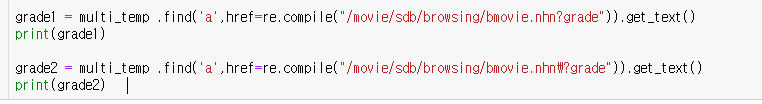 grade1 = multi_temp .find('a',href=re.compile("/movie/sdb/browsing/bmovie.nhn?grade")).get_text()
print(grade1)
grade2 = multi_temp .find('a',href=re.compile("/movie/sdb/browsing/bmovie.nhn₩?grade")).get_text()
print(grade2)